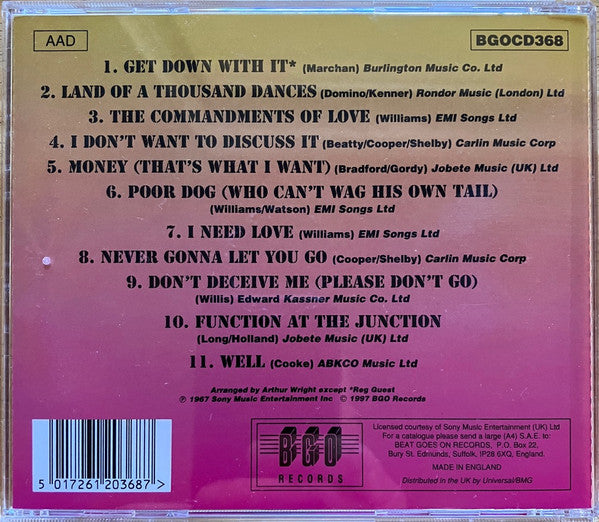 AAD
BGOCD368
1. GET DOWN WITH IT* (Marchan) Burlington Music Co. Ltd
2. LAND OF A THOUSAND DANCES (Domino/Kenner) Rondor Music (London) Ltd
3. THE COMMANDMENTS OF LOVE (Williams) EMI Songs Ltd
4. I DON'T WANT TO DISCUSS IT (Beatty/Cooper/Shelby) Carlin Music Corp
5. MONEY (THAT'S WHAT I WANT) (Bradford/Gordy) Jobete Music (UK) Ltd
6. POOR DOG (WHO CAN'T WAG HIS OWN TAIL)
(Williams/Watson) EMI Songs Ltd
7. I NEED LOVE (Williams) EMI Songs Ltd
8. NEVER GONNA LET YOU GO (Cooper/Shelby) Carlin Music Corp
9. DON'T DECEIVE ME (PLEASE DON'T GO)
(Willis) Edward Kassner Music Co. Ltd
10. FUNCTION AT THE JUNCTION
(Long/Holland) Jobete Music (UK) Ltd
11. WELL (Cooke) ABKCO Music Ltd
Arranged by Arthur Wright except *Reg Guest
℗ 1967 Sony Music Entertainment Inc © 1997 BGO Records
5 017261 203687 >
BGO
RECORDS
Licensed courtesy of Sony Music Entertainment (UK) Ltd
For a catalogue please send a large (A4) S.A.E. to:
BEAT GOES ON RECORDS, P.O. Box 22,
Bury St. Edmunds, Suffolk, IP28 6XQ, England.
MADE IN ENGLAND
Distributed in the UK by Universal/BMG